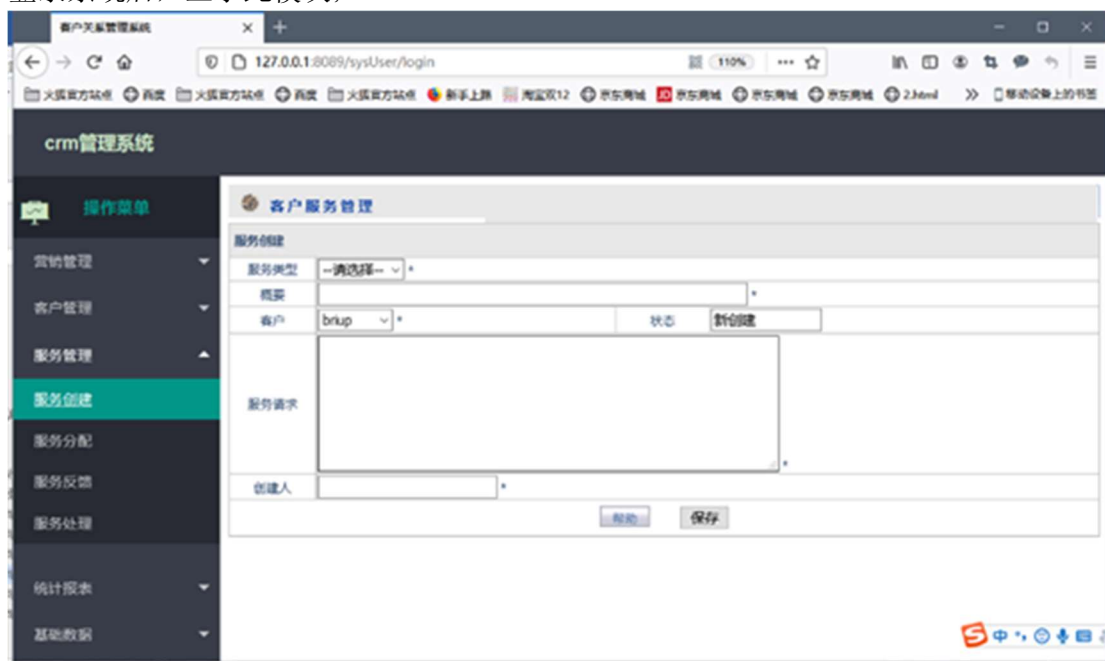 客户关系管理系统
127.0.0.1:8089/sysUser/login 110%
火狐官方站点 百度 火狐官方站点 百度 火狐官方站点 新手上路 淘宝双12 京东商城 京东商城 京东商城 京东商城 2.html 移动设备上的书签
crm管理系统
操作菜单
营销管理
客户管理
服务管理
服务创建
服务分配
服务反馈
服务处理
统计报表
基础数据
客户服务管理
服务创建
服务类型 --请选择-- *
概要 *
客户 briup * 状态 新创建
服务请求 *
创建人 *
帮助 保存
中